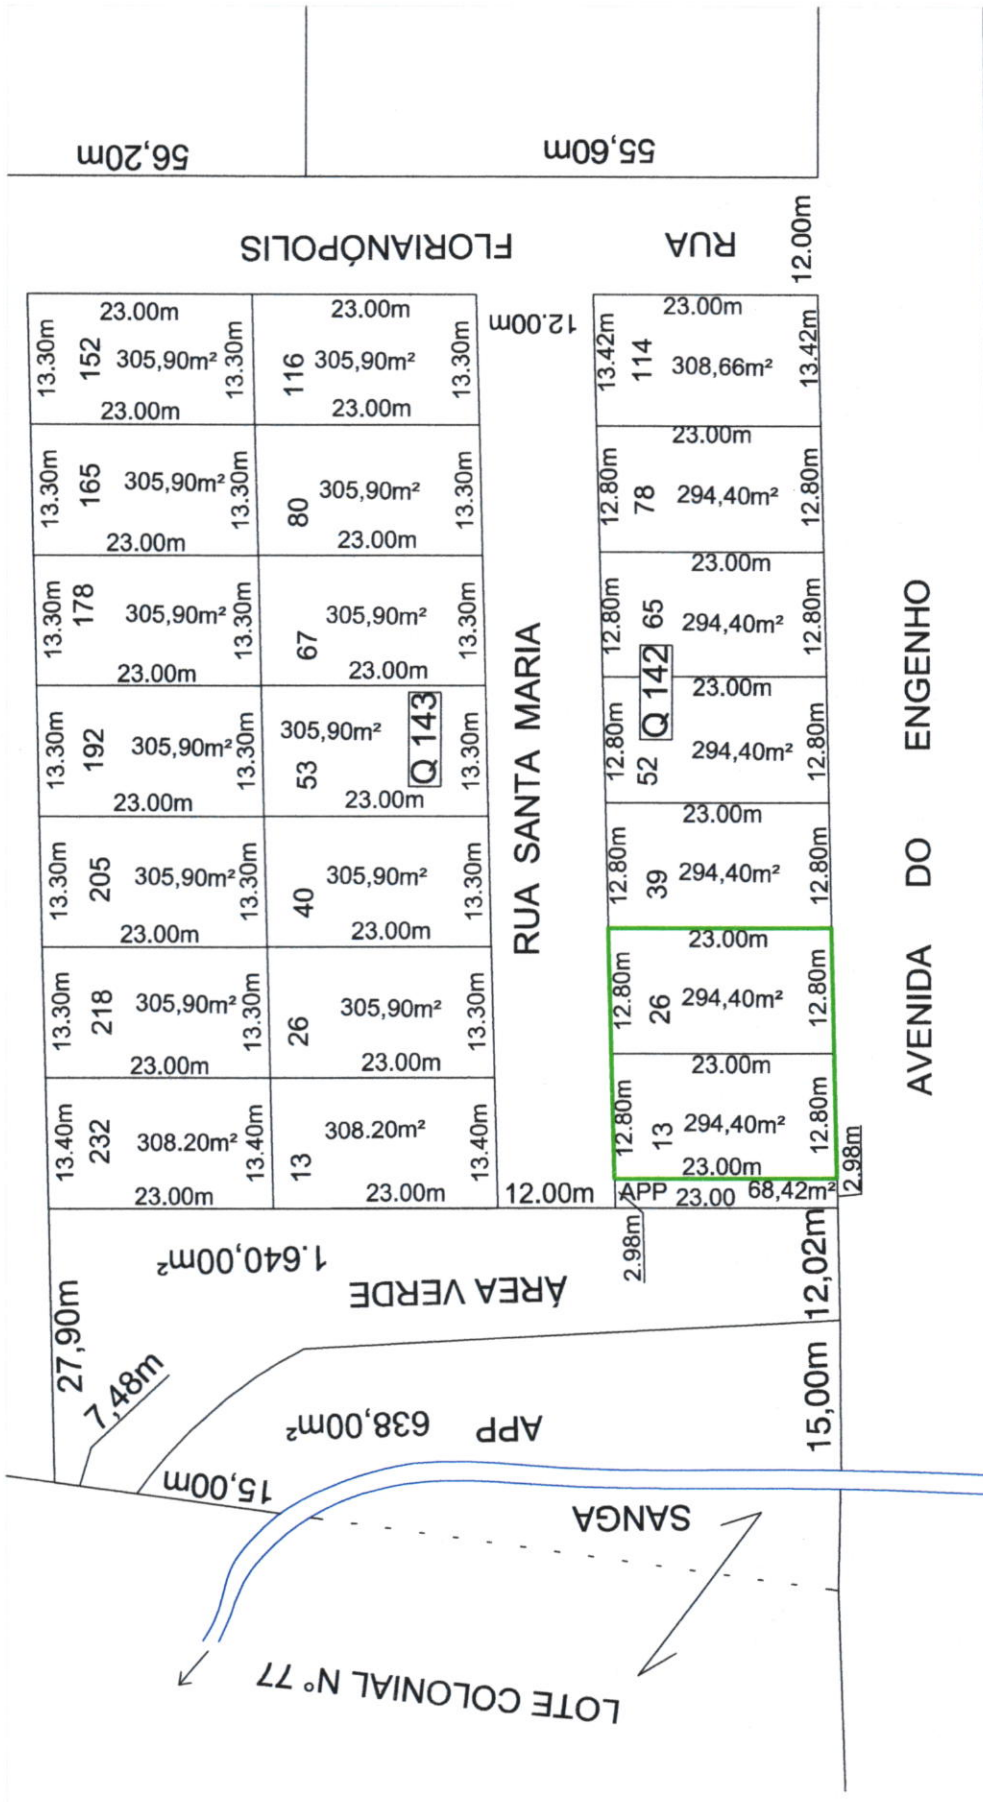 56,20m
55,60m
FLORIANÓPOLIS
RUA
12.00m
13.30m
152
23.00m
305,90m²
23.00m
13.30m
116
23.00m
305,90m²
23.00m
13.30m
12.00m
13.42m
114
23.00m
308,66m²
13.42m
13.30m
165
305,90m²
23.00m
13.30m
80
305,90m²
23.00m
13.30m
12.80m
78
23.00m
294,40m²
12.80m
13.30m
178
305,90m²
23.00m
13.30m
67
305,90m²
23.00m
13.30m
12.80m
65
23.00m
294,40m²
12.80m
13.30m
192
305,90m²
23.00m
13.30m
53
305,90m²
23.00m
Q 143
13.30m
12.80m
52
Q 142
23.00m
294,40m²
12.80m
13.30m
205
305,90m²
23.00m
13.30m
40
305,90m²
23.00m
13.30m
12.80m
39
23.00m
294,40m²
12.80m
13.30m
218
305,90m²
23.00m
13.30m
26
305,90m²
23.00m
13.30m
12.80m
26
23.00m
294,40m²
12.80m
13.40m
232
308.20m²
23.00m
13.40m
13
308.20m²
23.00m
13.40m
12.80m
13
23.00m
294,40m²
23.00m
12.80m
RUA SANTA MARIA
AVENIDA DO ENGENHO
12.00m
APP
23.00
68,42m²
2.98m
2.98m
1.640,00m²
ÁREA VERDE
27,90m
7,48m
12,02m
15,00m
APP 638,00m²
15,00m
SANGA
LOTE COLONIAL N° 77